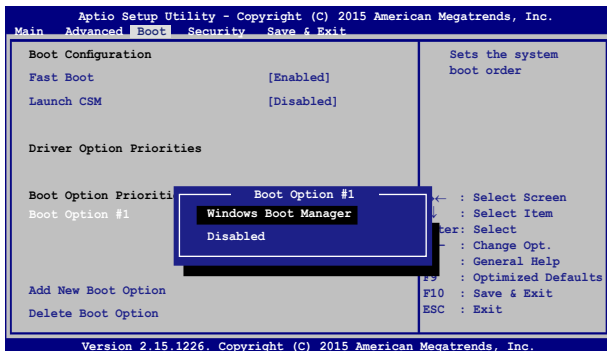 Aptio Setup Utility - Copyright (C) 2015 American Megatrends, Inc.
Main Advanced Boot Security Save & Exit
Boot Configuration
Fast Boot [Enabled]
Launch CSM [Disabled]
Driver Option Priorities
Boot Option Prioriti
Boot Option #1
Boot Option #1
Windows Boot Manager
Disabled
Add New Boot Option
Delete Boot Option
Sets the system
boot order
→← : Select Screen
: Select Item
ter: Select
: Change Opt.
: General Help
F9 : Optimized Defaults
F10 : Save & Exit
ESC : Exit
Version 2.15.1226. Copyright (C) 2015 American Megatrends, Inc.